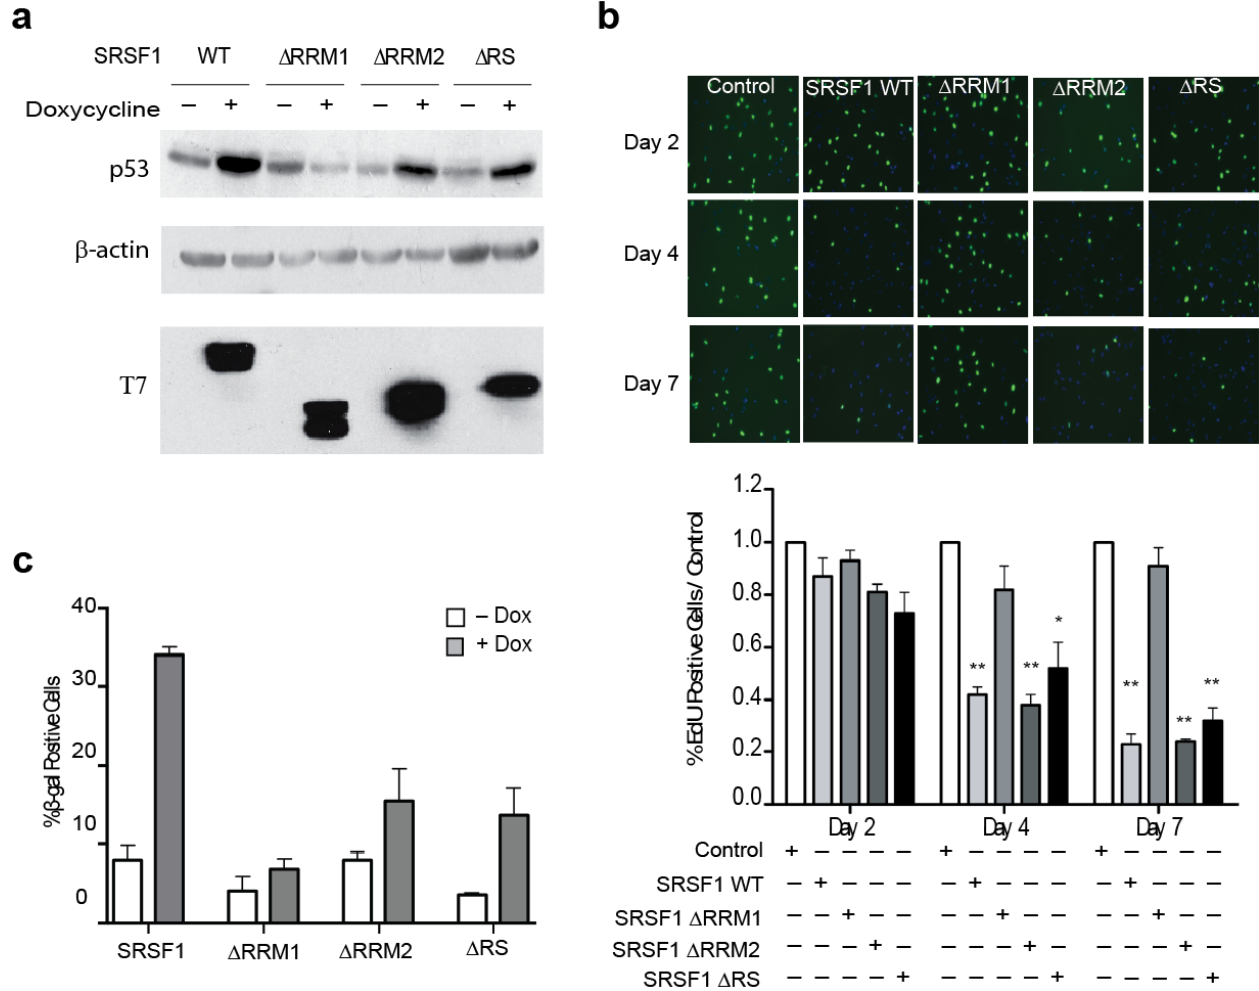 a
SRSF1 WT ΔRRM1 ΔRRM2 ΔRS
Doxycycline − + − + − + − +
p53
β-actin
T7
b
Control SRSF1 WT ΔRRM1 ΔRRM2 ΔRS
Day 2
Day 4
Day 7
%EdU Positive Cells / Control
1.2
1.0
0.8
0.6
0.4
0.2
0.0
** ** *
** ** **
Day 2 Day 4 Day 7
Control + − − − − + − − − − + − − − −
SRSF1 WT − + − − − − + − − − − + − − −
SRSF1 ΔRRM1 − − + − − − − + − − − − + − −
SRSF1 ΔRRM2 − − − + − − − − + − − − − + −
SRSF1 ΔRS − − − − + − − − − + − − − − +
c
%β-gal Positive Cells
40
30
20
10
0
− Dox
+ Dox
SRSF1 ΔRRM1 ΔRRM2 ΔRS